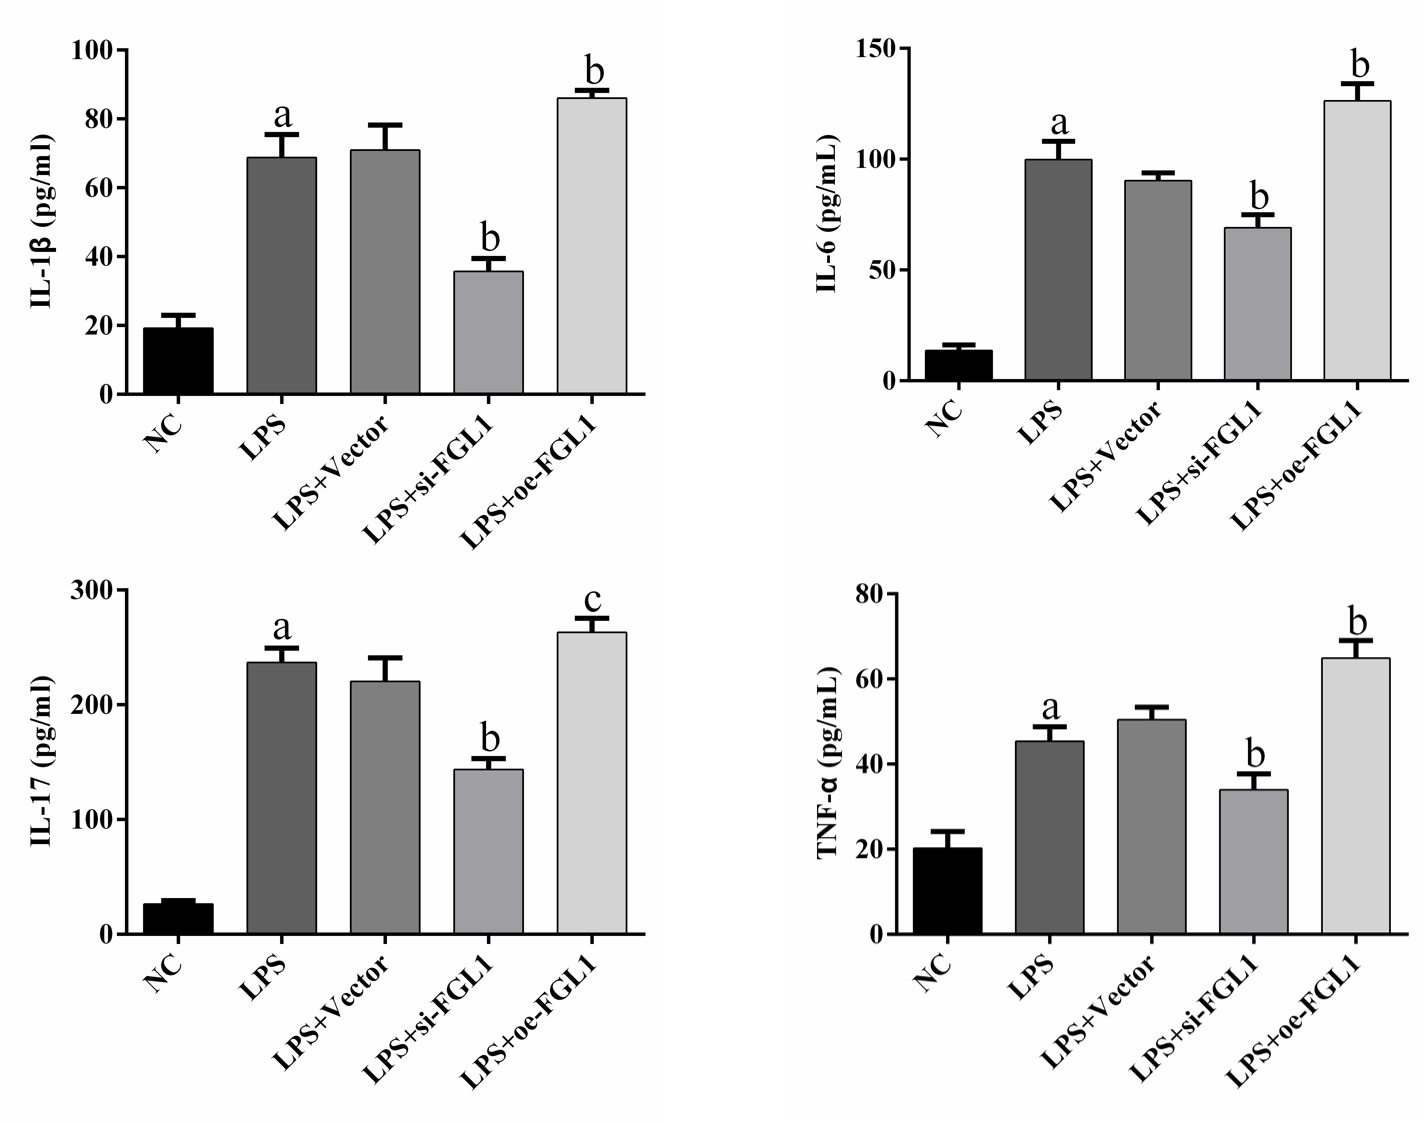 IL-1β (pg/ml)
100
80
60
40
20
0
a
b
b
NC
LPS
LPS+Vector
LPS+si-FGL1
LPS+oe-FGL1
IL-6 (pg/mL)
150
100
50
0
a
b
b
NC
LPS
LPS+Vector
LPS+si-FGL1
LPS+oe-FGL1
IL-17 (pg/ml)
300
200
100
0
a
b
c
NC
LPS
LPS+Vector
LPS+si-FGL1
LPS+oe-FGL1
TNF-α (pg/mL)
80
60
40
20
0
a
b
b
NC
LPS
LPS+Vector
LPS+si-FGL1
LPS+oe-FGL1